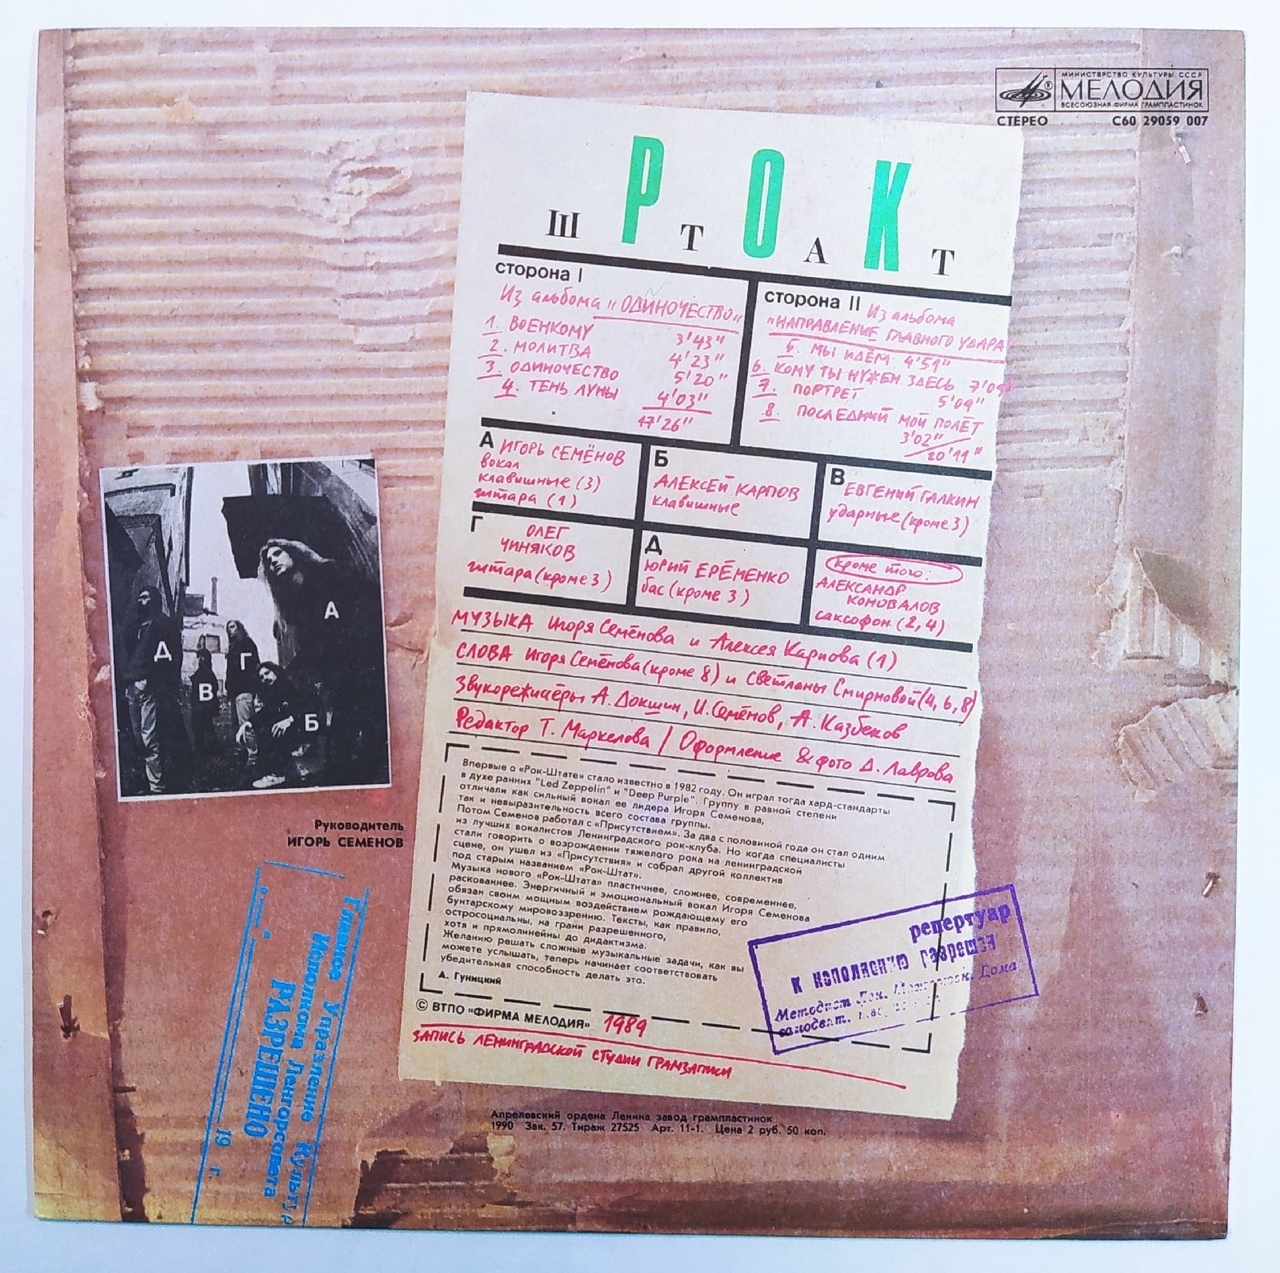 МИНИСТЕРСТВО КУЛЬТУРЫ СССР
МЕЛОДИЯ
ВСЕСОЮЗНАЯ ФИРМА ГРАМПЛАСТИНОК
СТЕРЕО С60 29059 007
РОК
ШТАТ
сторона I
Из альбома "ОДИНОЧЕСТВО"
1. ВОЕНКОМУ 3'43"
2. МОЛИТВА 4'23"
3. ОДИНОЧЕСТВО 5'20"
4. ТЕНЬ ЛУНЫ 4'03"
17'26"
сторона II Из альбома
"НАПРАВЛЕНИЕ ГЛАВНОГО УДАРА"
5. МЫ ИДЁМ 4'51"
6. КОМУ ТЫ НУЖЕН ЗДЕСЬ 7'09"
7. ПОРТРЕТ 5'09"
8. ПОСЛЕДНИЙ МОЙ ПОЛЁТ
3'02"
20'11"
А ИГОРЬ СЕМЁНОВ
вокал
клавишные (3)
гитара (1)
Б
АЛЕКСЕЙ КАРПОВ
клавишные
В
ЕВГЕНИЙ ГАЛКИН
ударные (кроме 3)
Г
ОЛЕГ
ЧИНЯКОВ
гитара (кроме 3)
Д
ЮРИЙ ЕРЁМЕНКО
бас (кроме 3)
Кроме того:
АЛЕКСАНДР
КОНОВАЛОВ
саксофон (2,4)
МУЗЫКА Игоря Семёнова и Алексея Карпова (1)
СЛОВА Игоря Семёнова (кроме 8) и Светланы Смирновой (4, 6, 8)
Звукорежиссёры А. Докшин, И. Семёнов, А. Казбеков
Редактор Т. Маркелова / Оформление & фото Д. Лаврова
А
Д
Г
В
Б
Руководитель
ИГОРЬ СЕМЕНОВ
Впервые о «Рок-Штате» стало известно в 1982 году. Он играл тогда хард-стандарты
в духе ранних "Led Zeppelin" и "Deep Purple". Группу в равной степени
отличали как сильный вокал ее лидера Игоря Семенова,
так и невыразительность всего состава группы.
Потом Семенов работал с «Присутствием». За два с половиной года он стал одним
из лучших вокалистов Ленинградского рок-клуба. Но когда специалисты
стали говорить о возрождении тяжелого рока на ленинградской
сцене, он ушел из «Присутствия» и собрал другой коллектив
под старым названием «Рок-Штат».
Музыка нового «Рок-Штата» пластичнее, сложнее, современнее,
раскованнее. Энергичный и эмоциональный вокал Игоря Семенова
обязан своим мощным воздействием рождающему его
бунтарскому мировоззрению. Тексты, как правило,
остросоциальны, на грани разрешенного,
хотя и прямолинейны до дидактизма.
Желанию решать сложные музыкальные задачи, как вы
можете услышать, теперь начинает соответствовать
убедительная способность делать это.
А. Гуницкий
© ВТПО «ФИРМА МЕЛОДИЯ» 1989
ЗАПИСЬ ЛЕНИНГРАДСКОЙ СТУДИИ ГРАМЗАПИСИ
репертуар
к исполнению разрешен
Методист Лен. Дома
самодеят.
Главное Управление Культуры
Исполкома Ленгорсовета
РАЗРЕШЕНО
19 г.
Апрелевский ордена Ленина завод грампластинок
1990 Зак. 57. Тираж 27525 Арт. 11-1. Цена 2 руб. 50 коп.